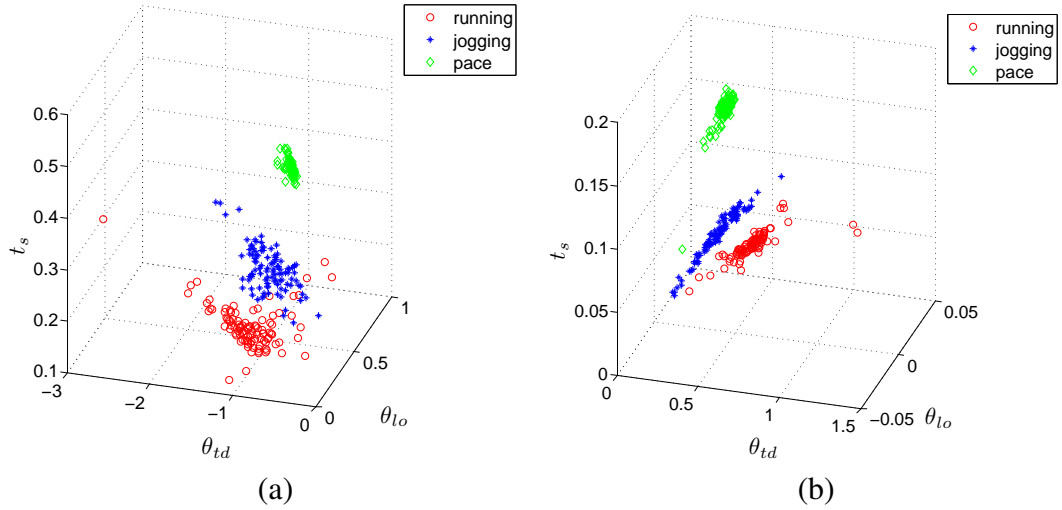 running
jogging
pace
0.6
0.5
0.4
0.3
0.2
0.1
t_s
−3
−2
−1
0
θ_td
0
0.5
1
θ_lo
(a)
running
jogging
pace
0.2
0.15
0.1
0.05
0
t_s
0
0.5
1
1.5
θ_td
−0.05
0
0.05
θ_lo
(b)